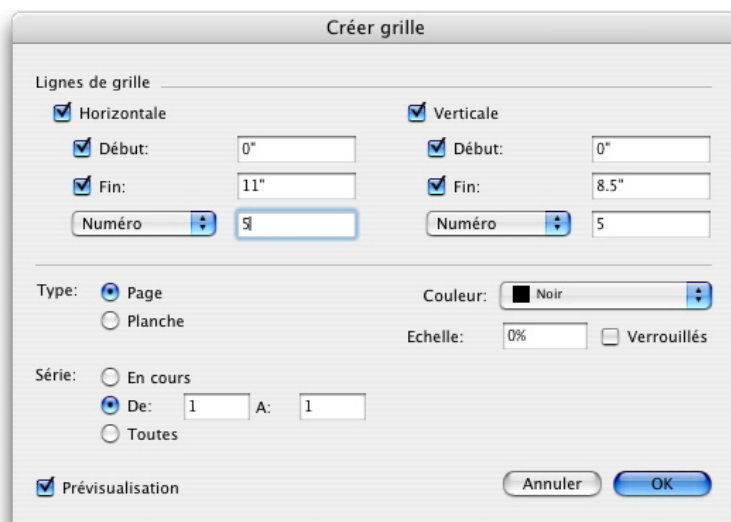 Créer grille
Lignes de grille
Horizontale Verticale
Début: 0" Début: 0"
Fin: 11" Fin: 8.5"
Numéro 5 Numéro 5
Type: Page Couleur: Noir
Planche
Echelle: 0% Verrouillés
Série: En cours
De: 1 A: 1
Toutes
Prévisualisation Annuler OK